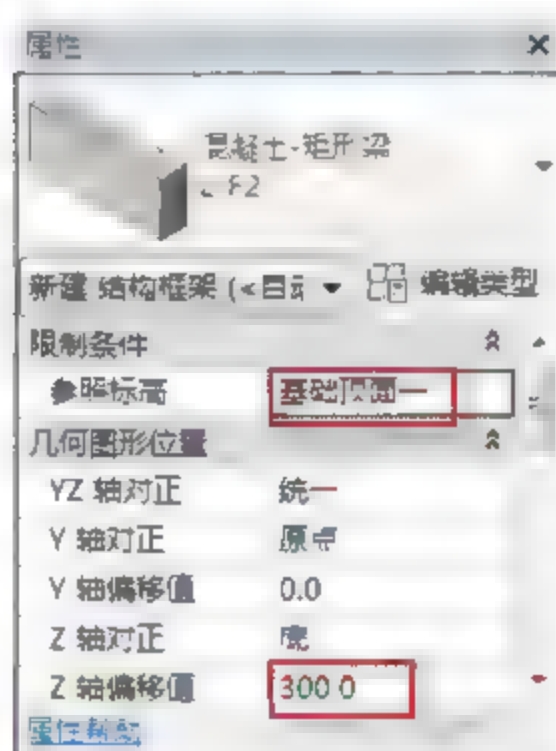 属性
混凝土-矩形 梁
新建 结构框架 (<自动
编辑类型
限制条件
参照标高 基础顶面一
几何图形位置
YZ 轴对正 统一
Y 轴对正 原点
Y 轴偏移值 0.0
Z 轴对正 底
Z 轴偏移值 300 0
属性帮助